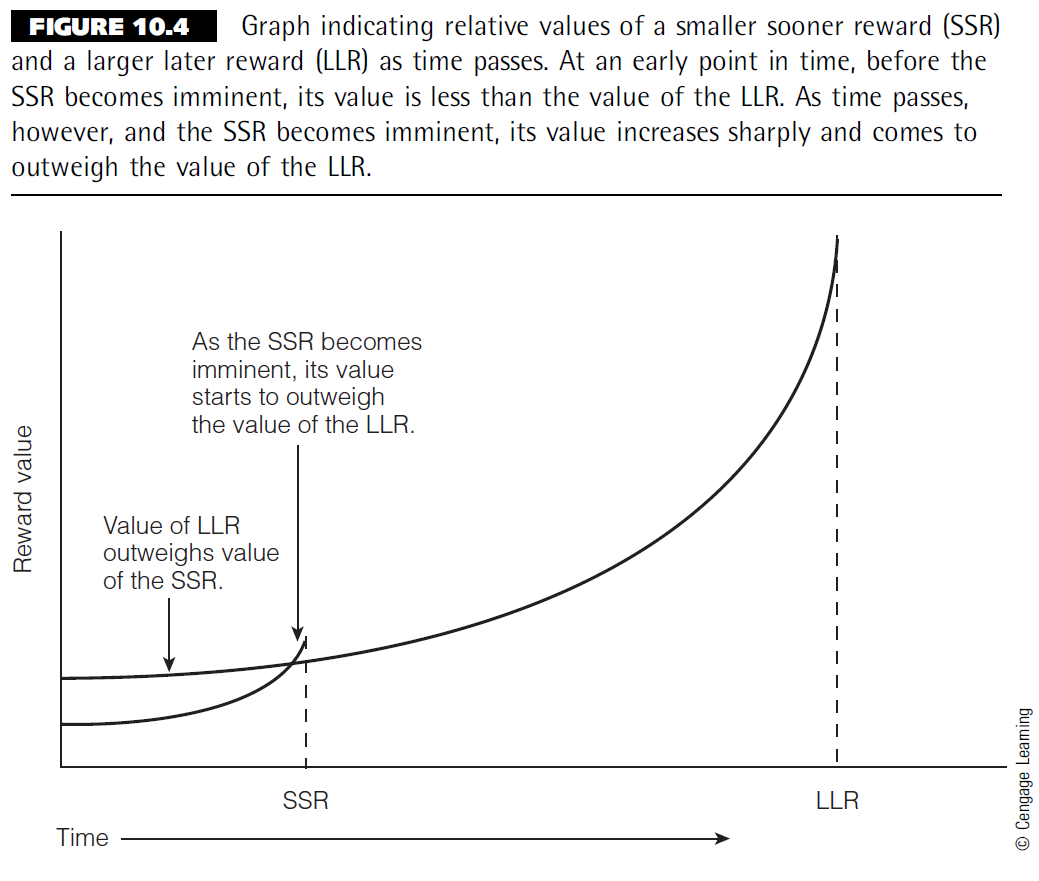 FIGURE 10.4 Graph indicating relative values of a smaller sooner reward (SSR)
and a larger later reward (LLR) as time passes. At an early point in time, before the
SSR becomes imminent, its value is less than the value of the LLR. As time passes,
however, and the SSR becomes imminent, its value increases sharply and comes to
outweigh the value of the LLR.
As the SSR becomes
imminent, its value
starts to outweigh
the value of the LLR.
Reward value
Value of LLR
outweighs value
of the SSR.
SSR
LLR
Time
© Cengage Learning